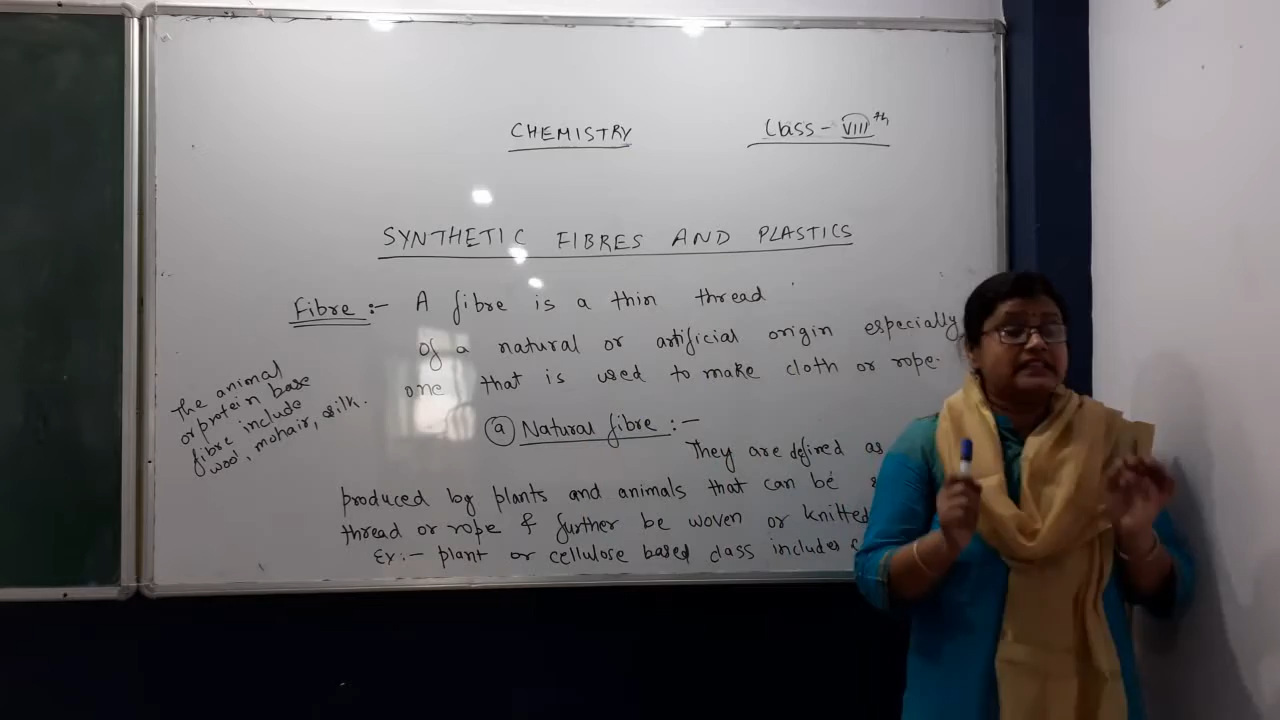 CHEMISTRY
Class - VIIIth
SYNTHETIC FIBRES AND PLASTICS
Fibre :- A fibre is a thin thread
of a natural or artificial origin especially
one that is used to make cloth or rope.
The animal
or protein base
fibre include
wool, mohair, silk.
(a) Natural fibre :-
They are defined as
produced by plants and animals that can be
thread or rope & further be woven or knitted
Ex :- plant or cellulose based class includes